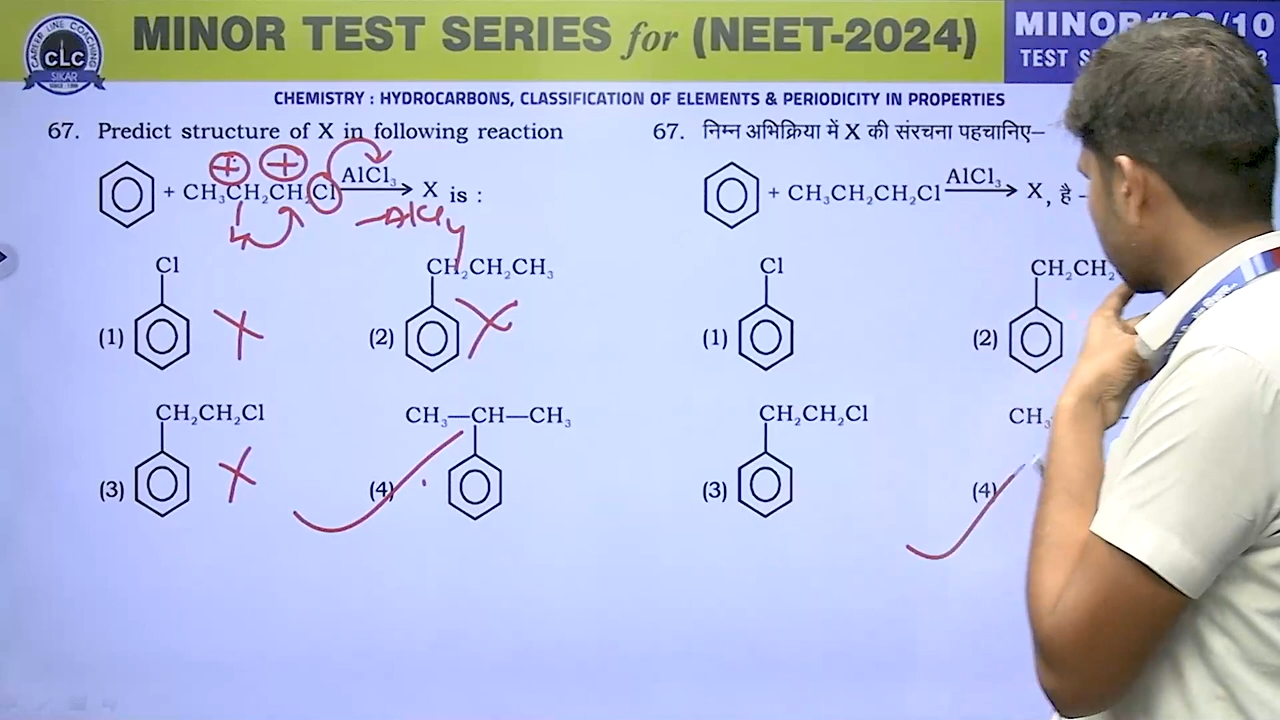 CAREER LINE COACHING
CLC
SIKAR
MINOR TEST SERIES for (NEET-2024)
MINOR
/10
TEST
CHEMISTRY : HYDROCARBONS, CLASSIFICATION OF ELEMENTS & PERIODICITY IN PROPERTIES
67. Predict structure of X in following reaction
+ CH₃CH₂CH₂Cl AlCl₃ X is :
+ +
Cl
(1)
CH₂CH₂CH₃
(2)
CH₂CH₂Cl
(3)
CH₃—CH—CH₃
(4)
67. निम्न अभिक्रिया में X की संरचना पहचानिए–
+ CH₃CH₂CH₂Cl AlCl₃ X, है -
Cl
(1)
CH₂CH₂
(2)
CH₂CH₂Cl
(3)
CH₃
(4)